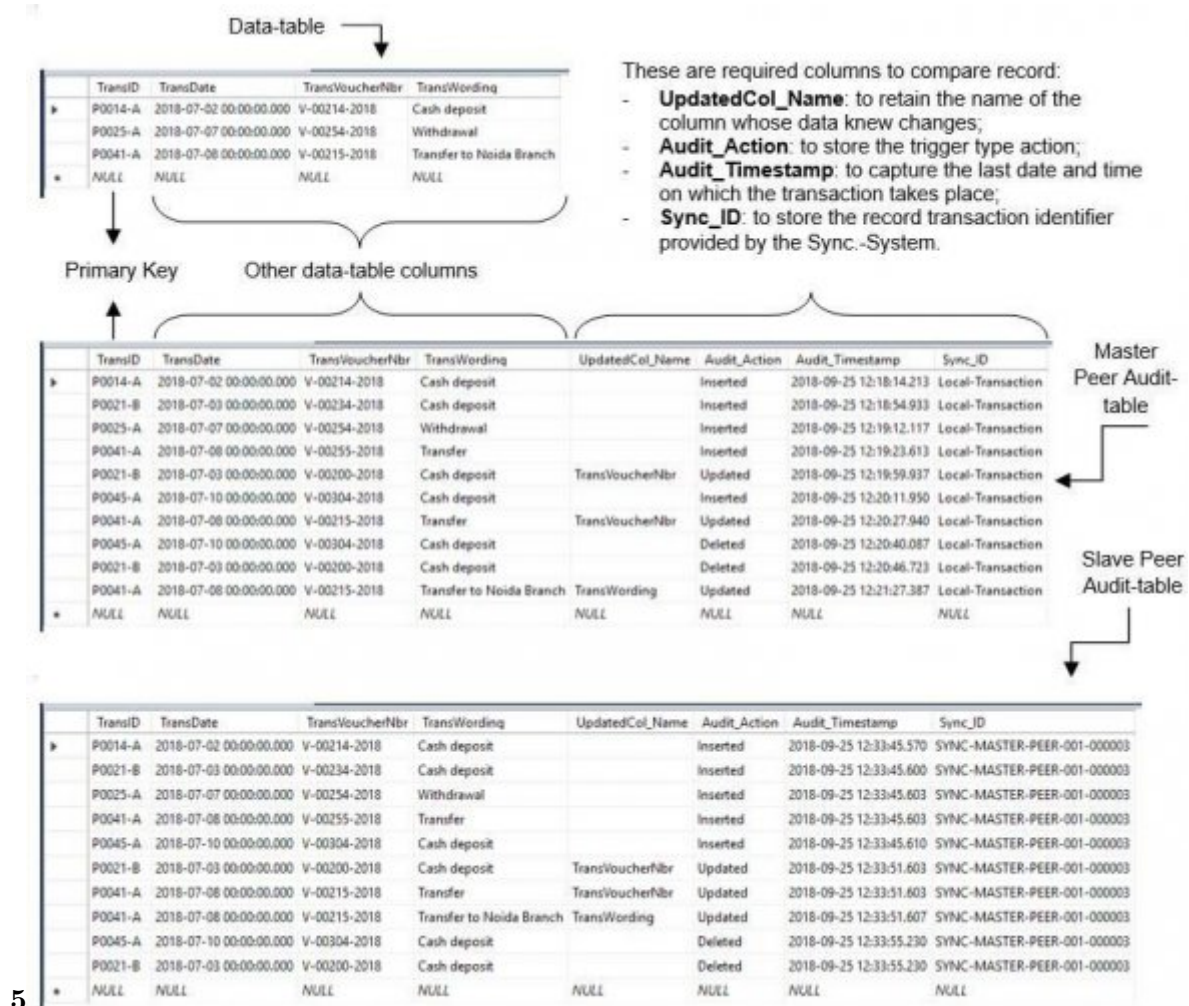 Data-table
TransID TransDate TransVoucherNbr TransWording
P0014-A 2018-07-02 00:00:00.000 V-00214-2018 Cash deposit
P0025-A 2018-07-07 00:00:00.000 V-00254-2018 Withdrawal
P0041-A 2018-07-08 00:00:00.000 V-00215-2018 Transfer to Noida Branch
NULL NULL NULL NULL
These are required columns to compare record:
- UpdatedCol_Name: to retain the name of the
column whose data knew changes;
- Audit_Action: to store the trigger type action;
- Audit_Timestamp: to capture the last date and time
on which the transaction takes place;
- Sync_ID: to store the record transaction identifier
provided by the Sync.-System.
Primary Key
Other data-table columns
TransID TransDate TransVoucherNbr TransWording UpdatedCol_Name Audit_Action Audit_Timestamp Sync_ID
P0014-A 2018-07-02 00:00:00.000 V-00214-2018 Cash deposit Inserted 2018-09-25 12:18:14.213 Local-Transaction
P0021-B 2018-07-03 00:00:00.000 V-00234-2018 Cash deposit Inserted 2018-09-25 12:18:54.933 Local-Transaction
P0025-A 2018-07-07 00:00:00.000 V-00254-2018 Withdrawal Inserted 2018-09-25 12:19:12.117 Local-Transaction
P0041-A 2018-07-08 00:00:00.000 V-00255-2018 Transfer Inserted 2018-09-25 12:19:23.613 Local-Transaction
P0021-B 2018-07-03 00:00:00.000 V-00200-2018 Cash deposit TransVoucherNbr Updated 2018-09-25 12:19:59.937 Local-Transaction
P0045-A 2018-07-10 00:00:00.000 V-00304-2018 Cash deposit Inserted 2018-09-25 12:20:11.950 Local-Transaction
P0041-A 2018-07-08 00:00:00.000 V-00215-2018 Transfer TransVoucherNbr Updated 2018-09-25 12:20:27.940 Local-Transaction
P0045-A 2018-07-10 00:00:00.000 V-00304-2018 Cash deposit Deleted 2018-09-25 12:20:40.087 Local-Transaction
P0021-B 2018-07-03 00:00:00.000 V-00200-2018 Cash deposit Deleted 2018-09-25 12:20:46.723 Local-Transaction
P0041-A 2018-07-08 00:00:00.000 V-00215-2018 Transfer to Noida Branch TransWording Updated 2018-09-25 12:21:27.387 Local-Transaction
NULL NULL NULL NULL NULL NULL NULL NULL
Master
Peer Audit-
table
Slave Peer
Audit-table
TransID TransDate TransVoucherNbr TransWording UpdatedCol_Name Audit_Action Audit_Timestamp Sync_ID
P0014-A 2018-07-02 00:00:00.000 V-00214-2018 Cash deposit Inserted 2018-09-25 12:33:45.570 SYNC-MASTER-PEER-001-000003
P0021-B 2018-07-03 00:00:00.000 V-00234-2018 Cash deposit Inserted 2018-09-25 12:33:45.600 SYNC-MASTER-PEER-001-000003
P0025-A 2018-07-07 00:00:00.000 V-00254-2018 Withdrawal Inserted 2018-09-25 12:33:45.603 SYNC-MASTER-PEER-001-000003
P0041-A 2018-07-08 00:00:00.000 V-00255-2018 Transfer Inserted 2018-09-25 12:33:45.603 SYNC-MASTER-PEER-001-000003
P0045-A 2018-07-10 00:00:00.000 V-00304-2018 Cash deposit Inserted 2018-09-25 12:33:45.610 SYNC-MASTER-PEER-001-000003
P0021-B 2018-07-03 00:00:00.000 V-00200-2018 Cash deposit TransVoucherNbr Updated 2018-09-25 12:33:51.603 SYNC-MASTER-PEER-001-000003
P0041-A 2018-07-08 00:00:00.000 V-00215-2018 Transfer TransVoucherNbr Updated 2018-09-25 12:33:51.603 SYNC-MASTER-PEER-001-000003
P0041-A 2018-07-08 00:00:00.000 V-00215-2018 Transfer to Noida Branch TransWording Updated 2018-09-25 12:33:51.607 SYNC-MASTER-PEER-001-000003
P0045-A 2018-07-10 00:00:00.000 V-00304-2018 Cash deposit Deleted 2018-09-25 12:33:55.230 SYNC-MASTER-PEER-001-000003
P0021-B 2018-07-03 00:00:00.000 V-00200-2018 Cash deposit Deleted 2018-09-25 12:33:55.230 SYNC-MASTER-PEER-001-000003
NULL NULL NULL NULL NULL NULL NULL NULL
5